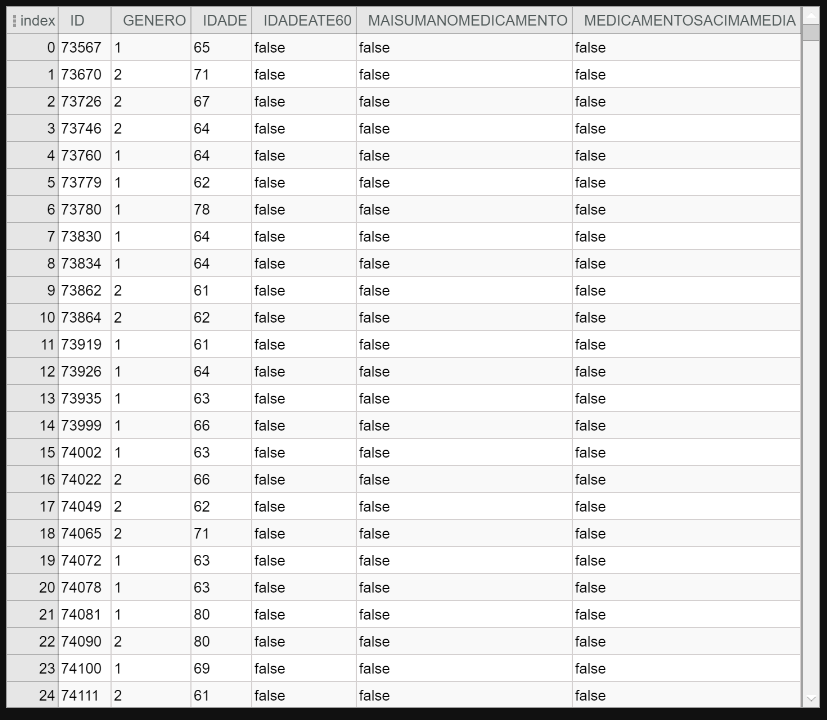 index ID GENERO IDADE IDADEATE60 MAISUMANOMEDICAMENTO MEDICAMENTOSACIMAMEDIA
0 73567 1 65 false false false
1 73670 2 71 false false false
2 73726 2 67 false false false
3 73746 2 64 false false false
4 73760 1 64 false false false
5 73779 1 62 false false false
6 73780 1 78 false false false
7 73830 1 64 false false false
8 73834 1 64 false false false
9 73862 2 61 false false false
10 73864 2 62 false false false
11 73919 1 61 false false false
12 73926 1 64 false false false
13 73935 1 63 false false false
14 73999 1 66 false false false
15 74002 1 63 false false false
16 74022 2 66 false false false
17 74049 2 62 false false false
18 74065 2 71 false false false
19 74072 1 63 false false false
20 74078 1 63 false false false
21 74081 1 80 false false false
22 74090 2 80 false false false
23 74100 1 69 false false false
24 74111 2 61 false false false